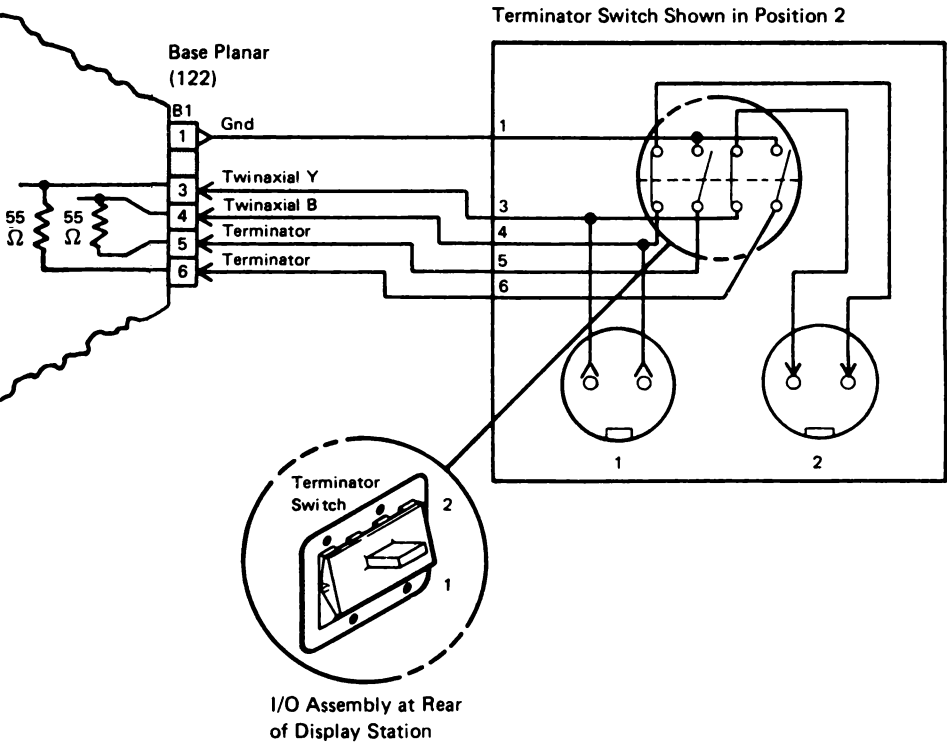 Terminator Switch Shown in Position 2
Base Planar
(122)
B1
1
Gnd
1
3
Twinaxial Y
3
4
Twinaxial B
4
5
Terminator
5
6
Terminator
6
55
Ω
55
Ω
1
2
Terminator
Switch
2
1
I/O Assembly at Rear
of Display Station